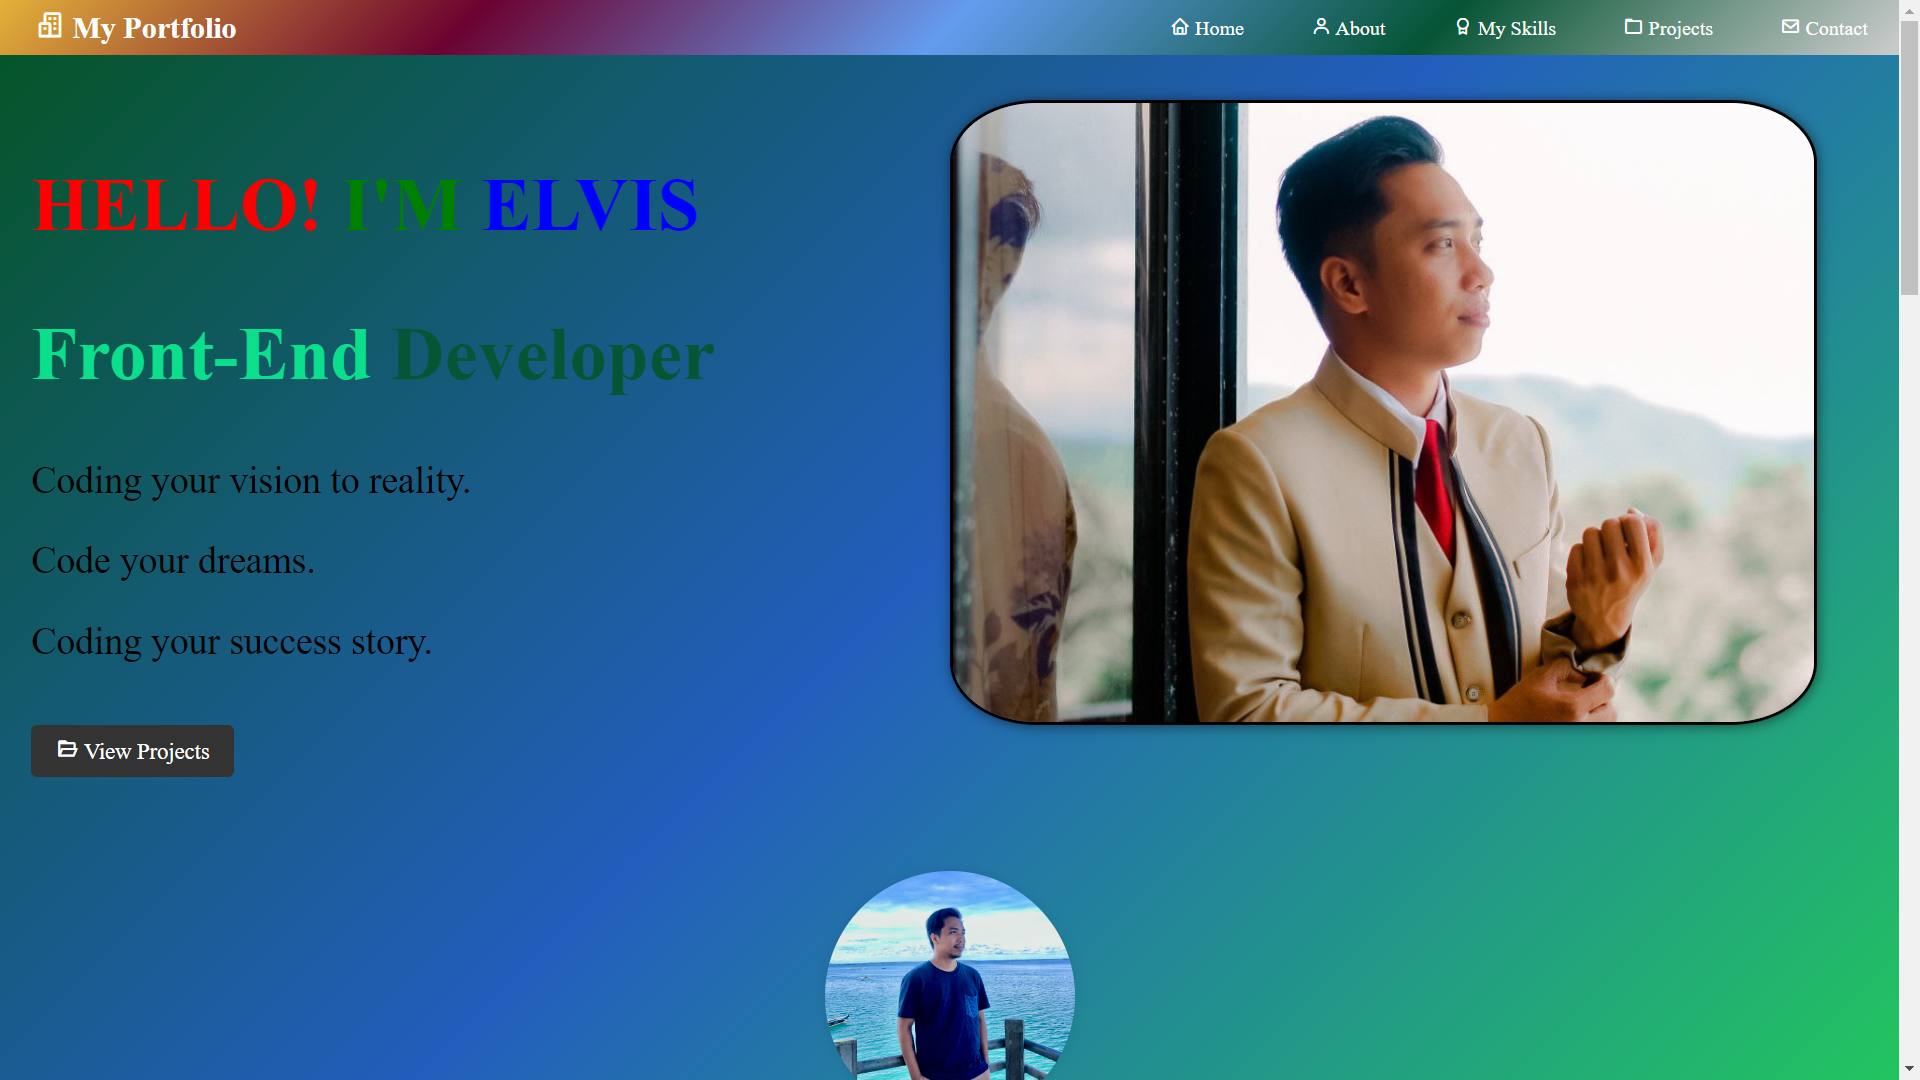 My Portfolio
Home
About
My Skills
Projects
Contact
HELLO! I'M ELVIS
Front-End Developer
Coding your vision to reality.
Code your dreams.
Coding your success story.
View Projects